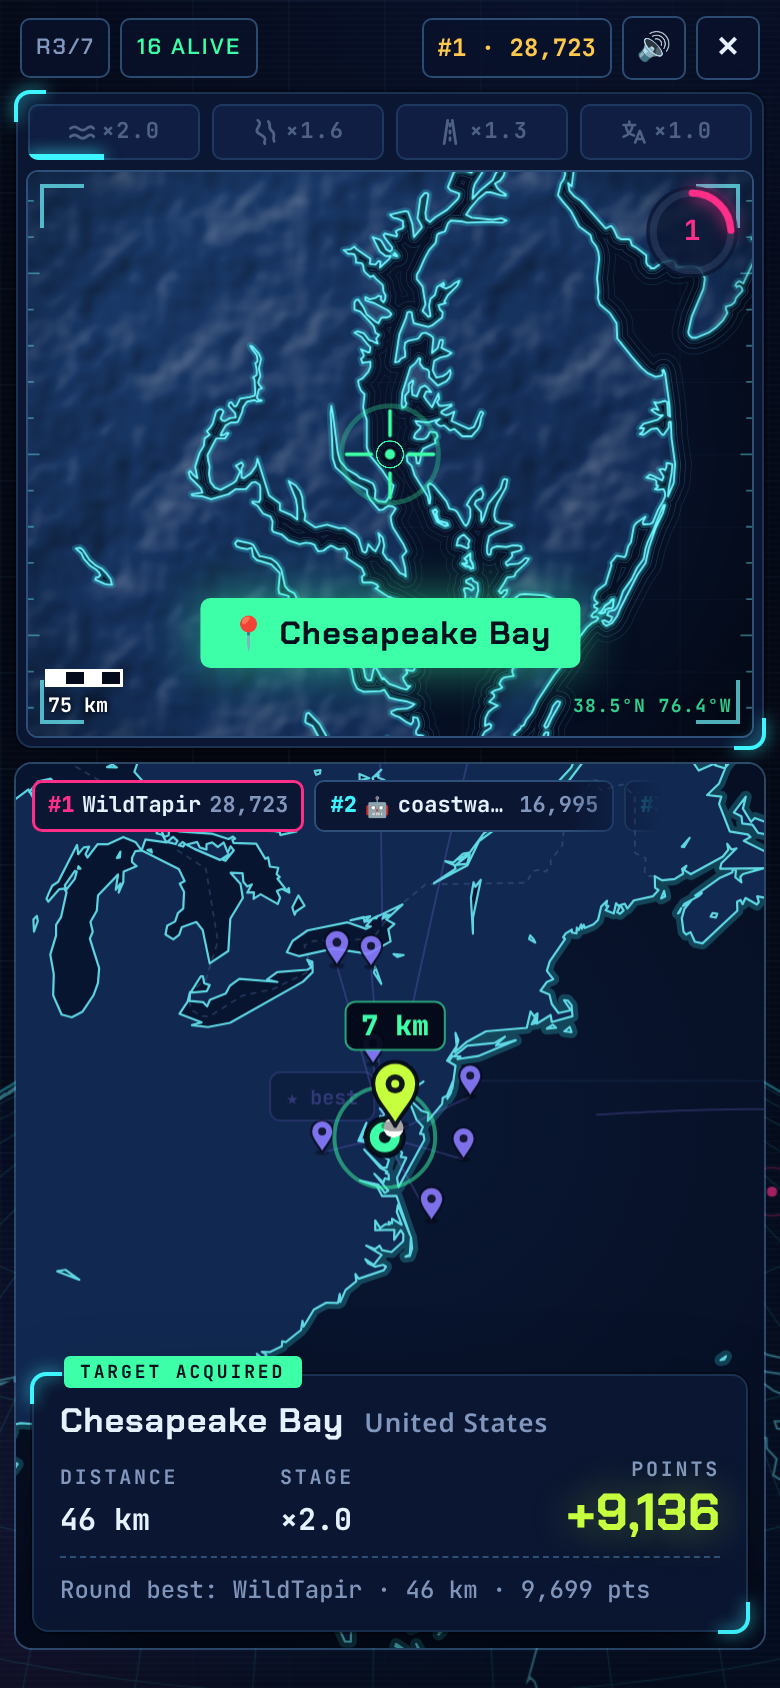 R3/7
16 ALIVE
#1 · 28,723
×2.0
×1.6
×1.3
×1.0
1
Chesapeake Bay
75 km
38.5°N 76.4°W
#1 WildTapir 28,723
#2 coastwa… 16,995
#
7 km
★ best
TARGET ACQUIRED
Chesapeake Bay United States
DISTANCE
STAGE
POINTS
46 km
×2.0
+9,136
Round best: WildTapir · 46 km · 9,699 pts